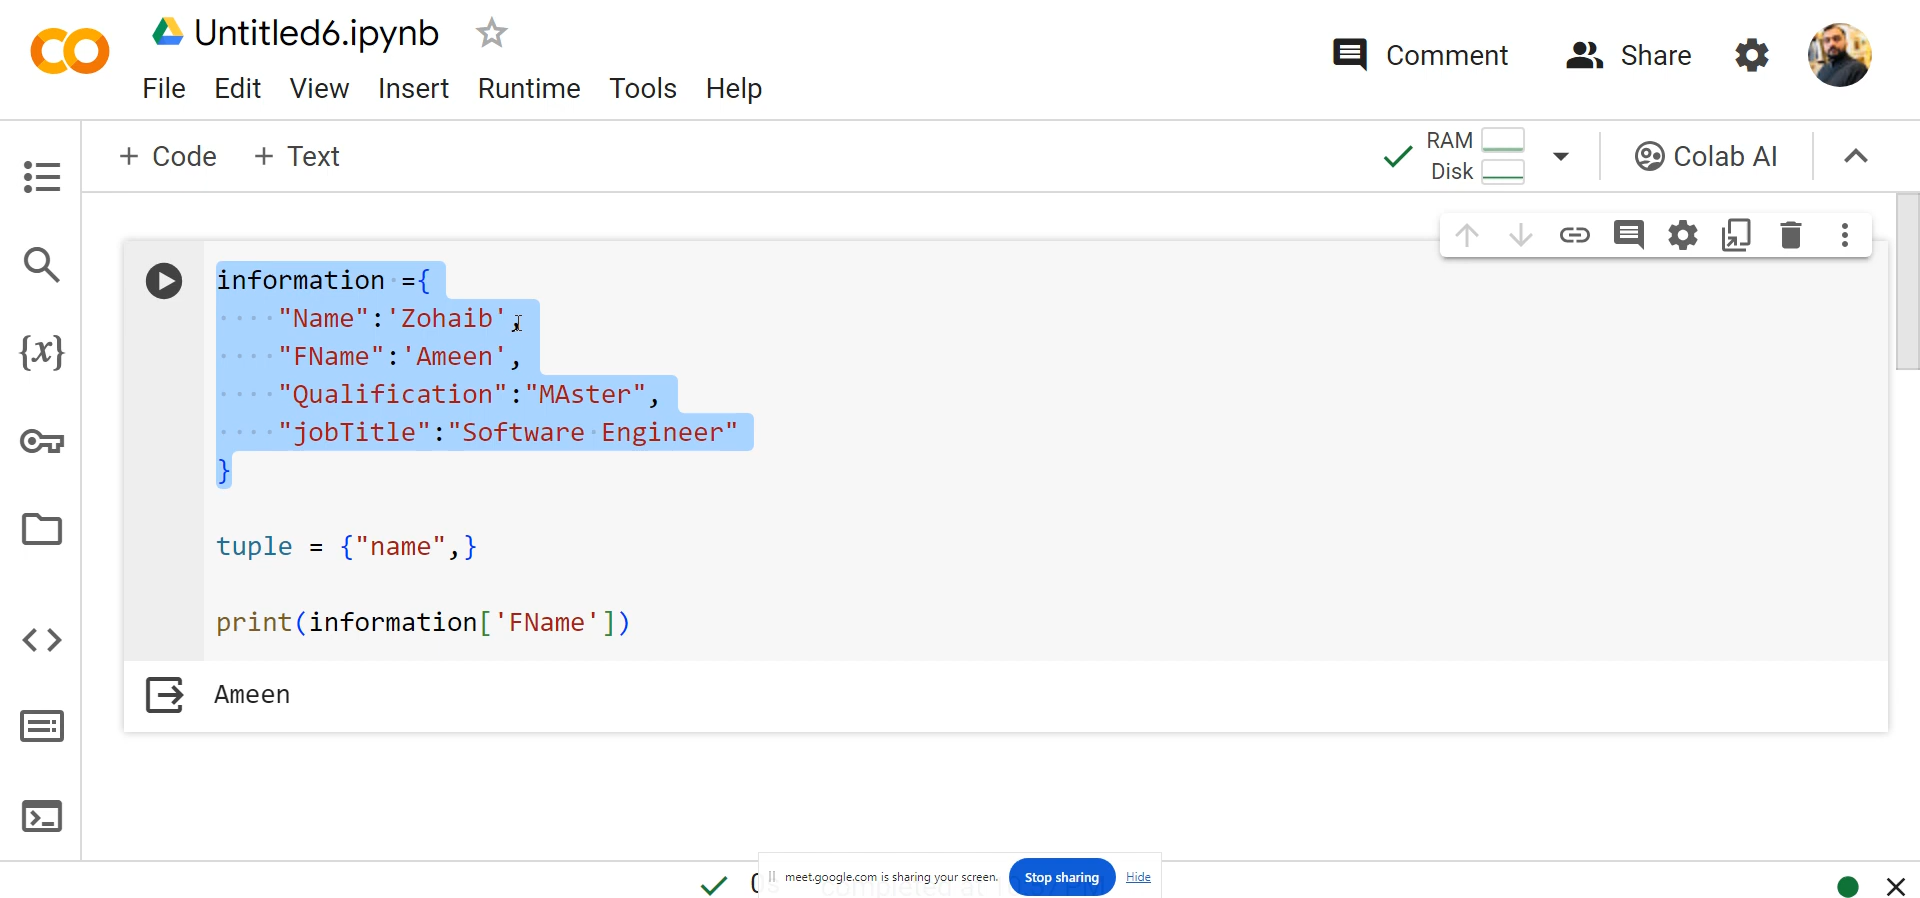 Untitled6.ipynb
File Edit View Insert Runtime Tools Help
Comment Share
+ Code + Text
RAM
Disk
Colab AI
{x}
information ={
    "Name":'Zohaib',
    "FName":'Ameen',
    "Qualification":"MAster",
    "jobTitle":"Software Engineer"
}
tuple = {"name",}
print(information['FName'])
Ameen
meet.google.com is sharing your screen. Stop sharing Hide